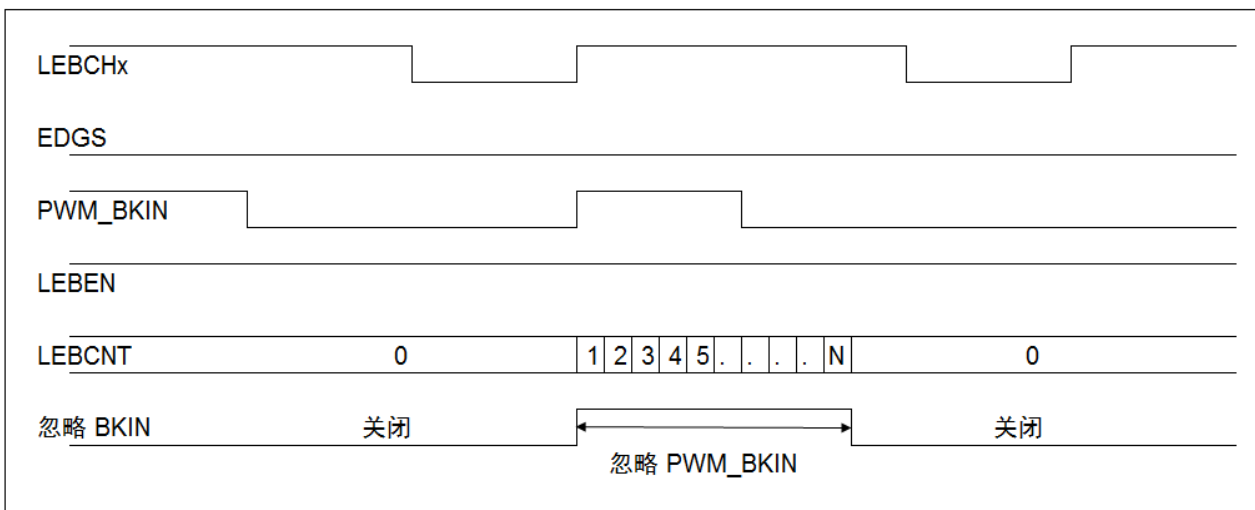 LEBCHx
EDGS
PWM_BKIN
LEBEN
LEBCNT 0 1 2 3 4 5 . . . . N 0
忽略 BKIN 关闭 关闭
忽略 PWM_BKIN